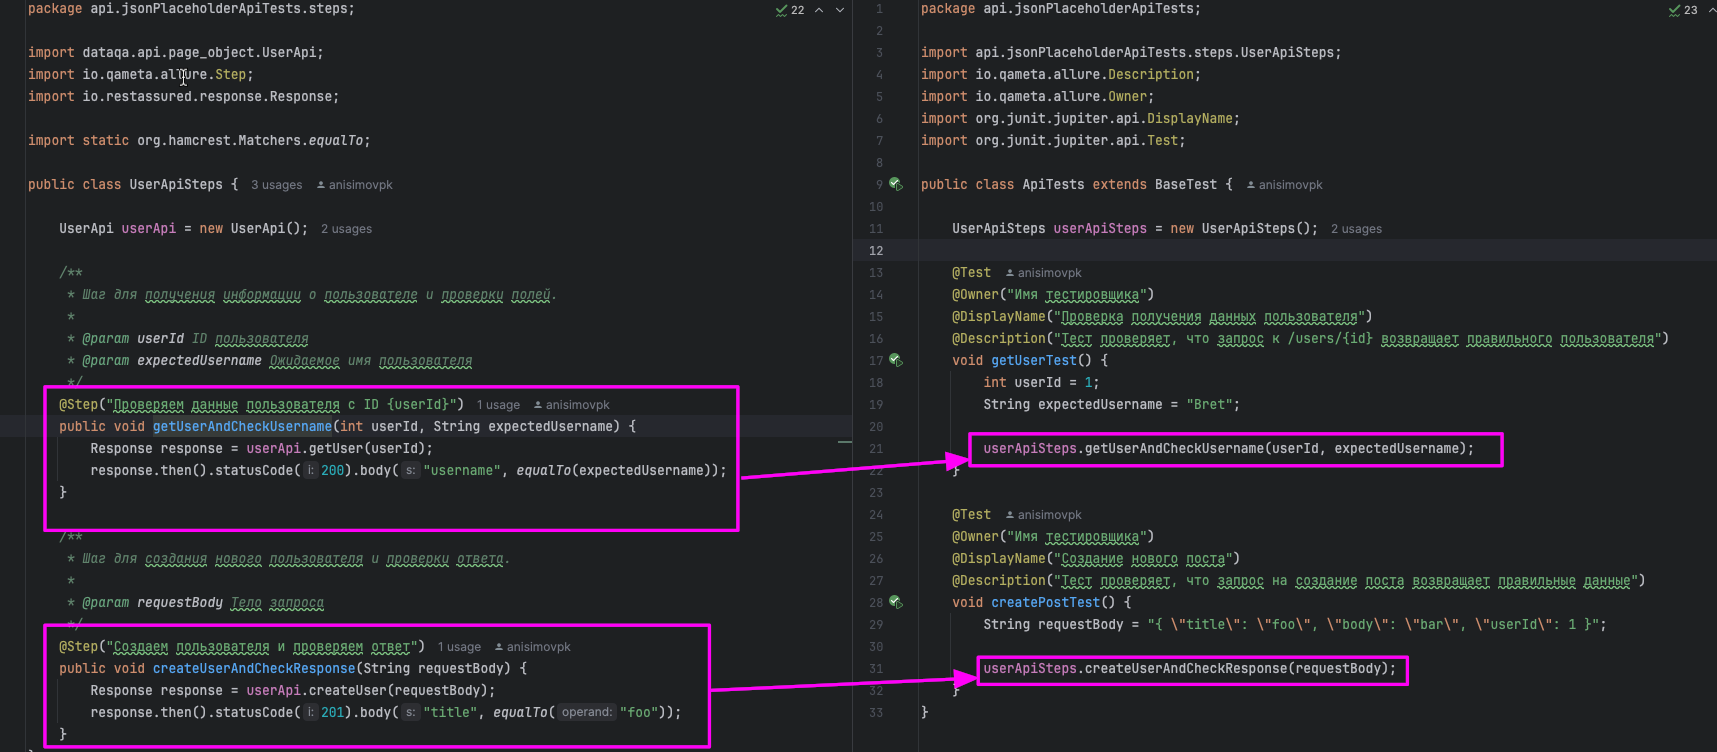 package api.jsonPlaceholderApiTests.steps;
22
import dataqa.api.page_object.UserApi;
import io.qameta.allure.Step;
import io.restassured.response.Response;
import static org.hamcrest.Matchers.equalTo;
public class UserApiSteps { 3 usages anisimovpk
UserApi userApi = new UserApi(); 2 usages
/**
* Шаг для получения информации о пользователе и проверки полей.
*
* @param userId ID пользователя
* @param expectedUsername Ожидаемое имя пользователя
*/
@Step("Проверяем данные пользователя с ID {userId}") 1 usage anisimovpk
public void getUserAndCheckUsername(int userId, String expectedUsername) {
Response response = userApi.getUser(userId);
response.then().statusCode( i: 200).body( s: "username", equalTo(expectedUsername));
}
/**
* Шаг для создания нового пользователя и проверки ответа.
*
* @param requestBody Тело запроса
*/
@Step("Создаем пользователя и проверяем ответ") 1 usage anisimovpk
public void createUserAndCheckResponse(String requestBody) {
Response response = userApi.createUser(requestBody);
response.then().statusCode( i: 201).body( s: "title", equalTo( operand: "foo"));
}
1 package api.jsonPlaceholderApiTests;
23
2
3 import api.jsonPlaceholderApiTests.steps.UserApiSteps;
4 import io.qameta.allure.Description;
5 import io.qameta.allure.Owner;
6 import org.junit.jupiter.api.DisplayName;
7 import org.junit.jupiter.api.Test;
8
9 public class ApiTests extends BaseTest { anisimovpk
10
11 UserApiSteps userApiSteps = new UserApiSteps(); 2 usages
12
13 @Test anisimovpk
14 @Owner("Имя тестировщика")
15 @DisplayName("Проверка получения данных пользователя")
16 @Description("Тест проверяет, что запрос к /users/{id} возвращает правильного пользователя")
17 void getUserTest() {
18 int userId = 1;
19 String expectedUsername = "Bret";
20
21 userApiSteps.getUserAndCheckUsername(userId, expectedUsername);
22 }
23
24 @Test anisimovpk
25 @Owner("Имя тестировщика")
26 @DisplayName("Создание нового поста")
27 @Description("Тест проверяет, что запрос на создание поста возвращает правильные данные")
28 void createPostTest() {
29 String requestBody = "{ \"title\": \"foo\", \"body\": \"bar\", \"userId\": 1 }";
30
31 userApiSteps.createUserAndCheckResponse(requestBody);
32 }
33 }